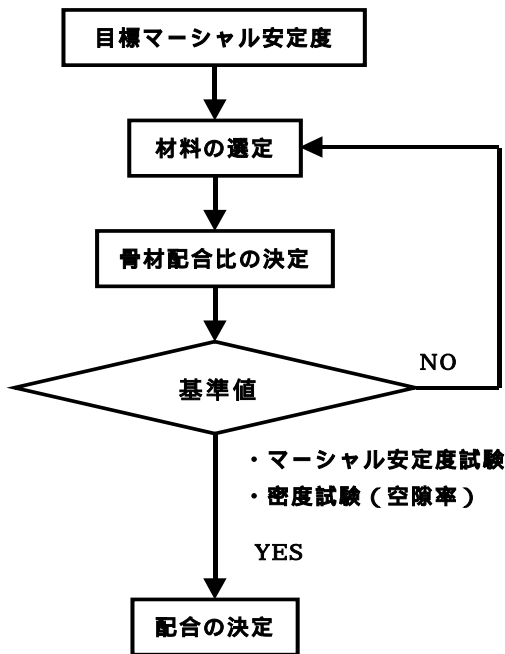 目標マーシャル安定度
材料の選定
骨材配合比の決定
基準値
NO
・マーシャル安定度試験
・密度試験（空隙率）
YES
配合の決定